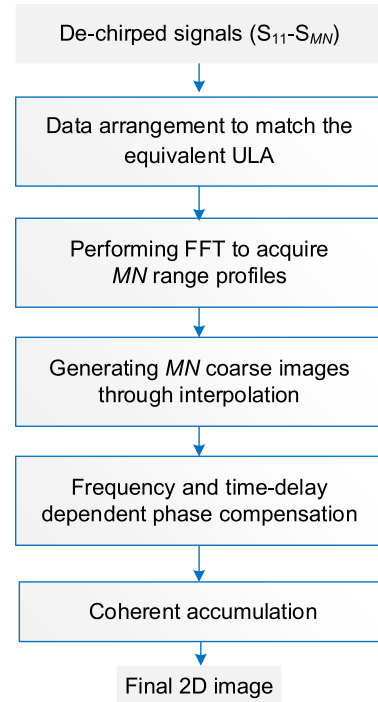 De-chirped signals (S₁₁-S_MN)
Data arrangement to match the
equivalent ULA
Performing FFT to acquire
MN range profiles
Generating MN coarse images
through interpolation
Frequency and time-delay
dependent phase compensation
Coherent accumulation
Final 2D image